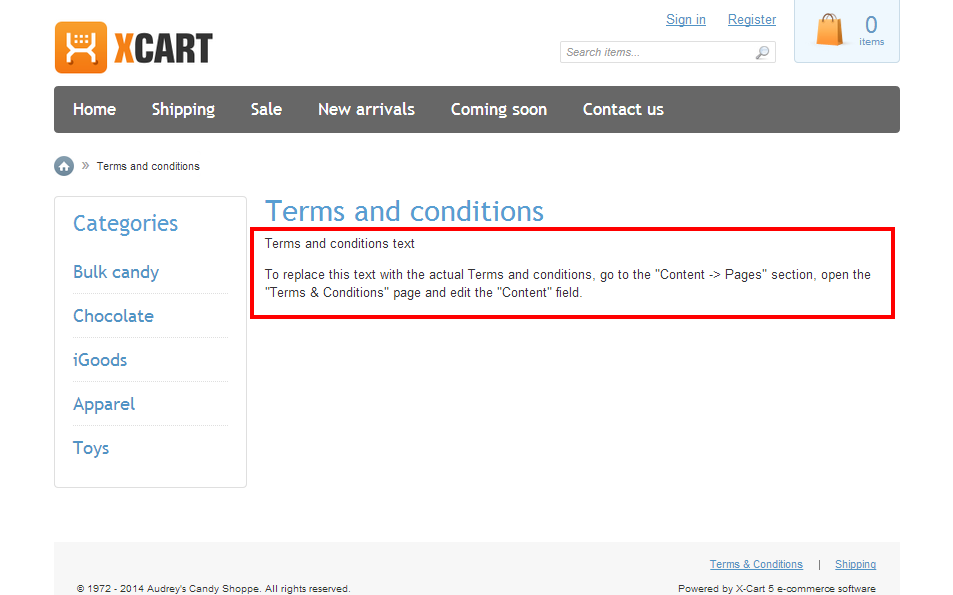 Sign in Register
0
items
XCART
Search items...
Home Shipping Sale New arrivals Coming soon Contact us
» Terms and conditions
Categories
Bulk candy
Chocolate
iGoods
Apparel
Toys
Terms and conditions
Terms and conditions text
To replace this text with the actual Terms and conditions, go to the "Content -> Pages" section, open the
"Terms & Conditions" page and edit the "Content" field.
Terms & Conditions | Shipping
© 1972 - 2014 Audrey's Candy Shoppe. All rights reserved. Powered by X-Cart 5 e-commerce software